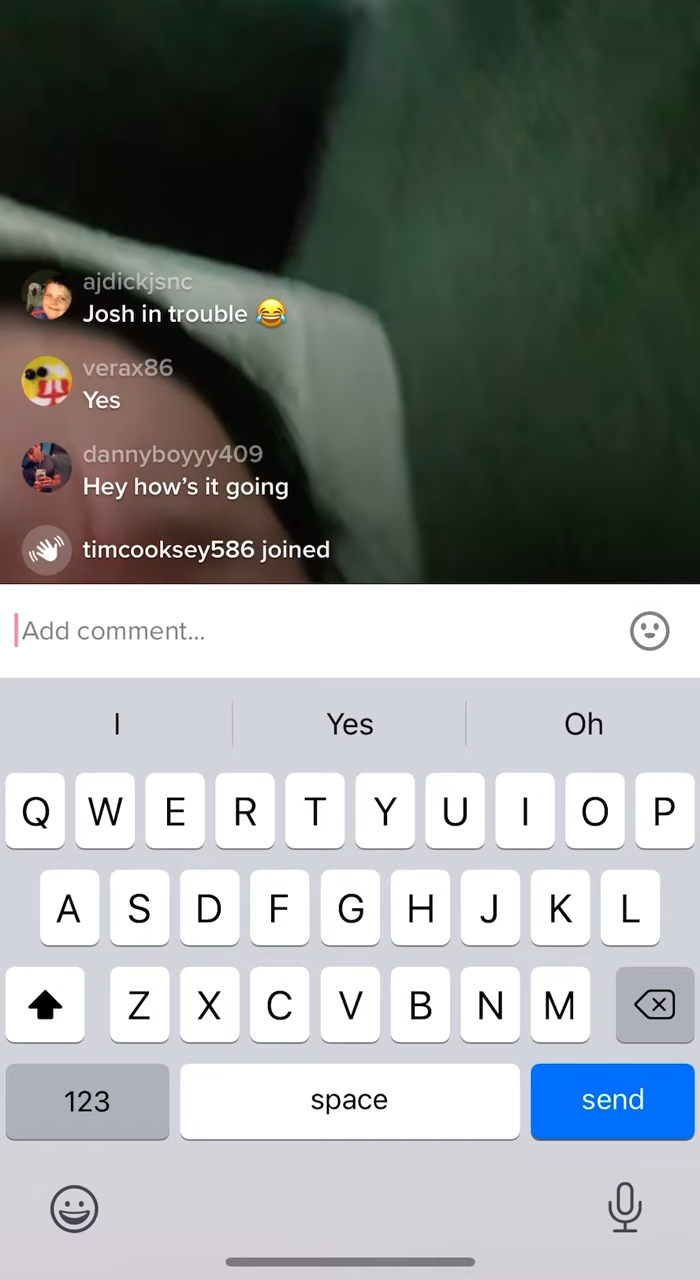 ajdickjsnc
Josh in trouble 😂
verax86
Yes
dannyboyyy409
Hey how’s it going
timcooksey586 joined
Add comment...
I Yes Oh
Q W E R T Y U I O P
A S D F G H J K L
Z X C V B N M
123 space send